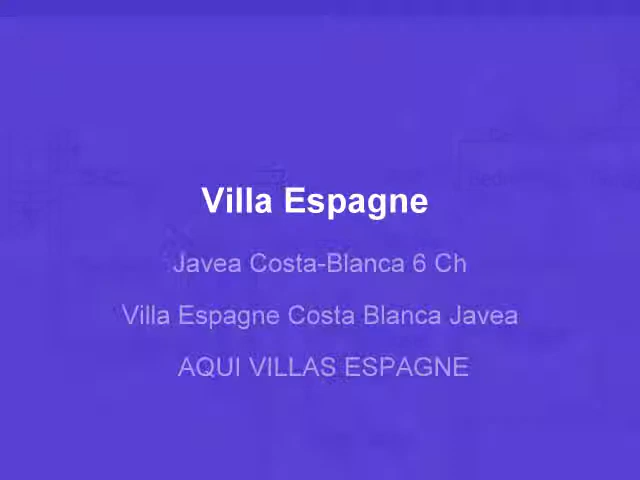 Villa Espagne
Javea Costa-Blanca 6 Ch
Villa Espagne Costa Blanca Javea
AQUI VILLAS ESPAGNE